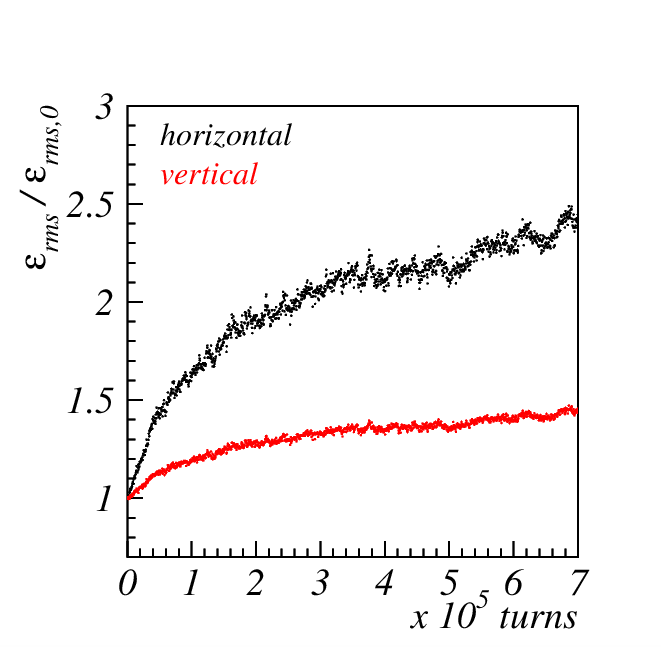 ε_rms / ε_rms,0
3
2.5
2
1.5
1
horizontal
vertical
0 1 2 3 4 5 6 7
x 10^5 turns